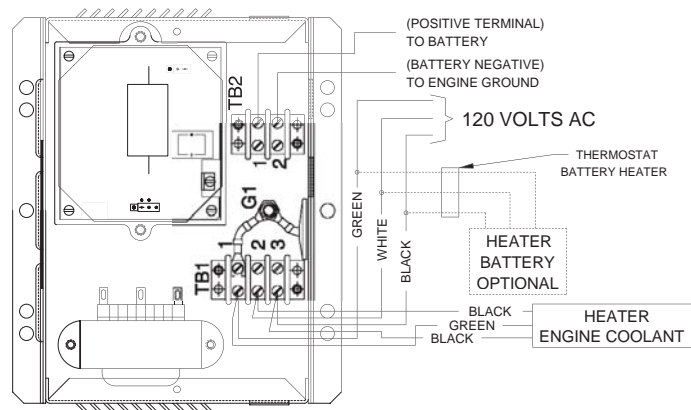 (POSITIVE TERMINAL)
TO BATTERY
(BATTERY NEGATIVE)
TO ENGINE GROUND
TB2
1
2
120 VOLTS AC
THERMOSTAT
BATTERY HEATER
G1
GREEN
WHITE
BLACK
HEATER
BATTERY
OPTIONAL
TB1
1
2
3
BLACK
GREEN
BLACK
HEATER
ENGINE COOLANT